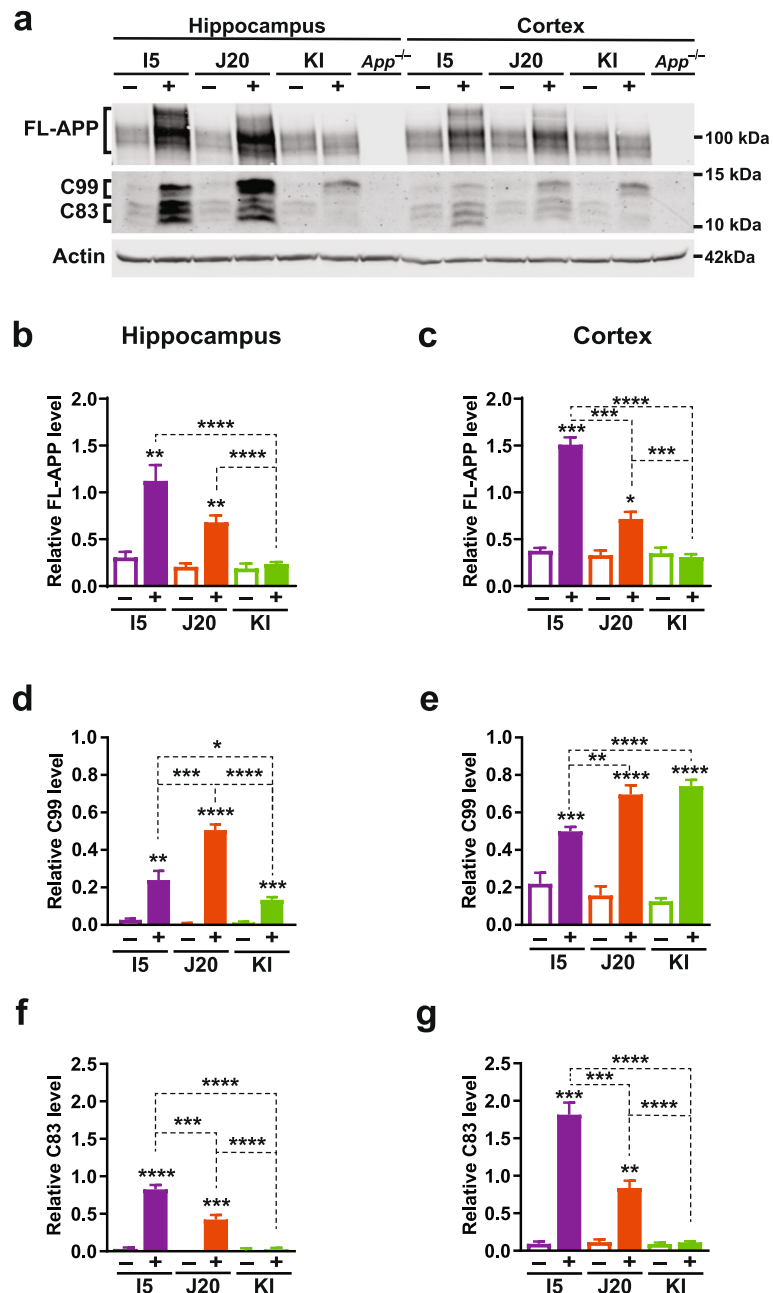 a
Hippocampus Cortex
I5 J20 KI App–/– I5 J20 KI App–/–
– + – + – + – + – + – +
FL-APP 100 kDa
15 kDa
C99
C83
10 kDa
Actin 42kDa
b Hippocampus c Cortex
Relative FL-APP level
2.0
1.5
1.0
0.5
0.0
****
**
****
**
– + – + – +
I5 J20 KI
Relative FL-APP level
2.0
1.5
1.0
0.5
0.0
****
***
***
***
*
– + – + – +
I5 J20 KI
d
Relative C99 level
1.0
0.8
0.6
0.4
0.2
0.0
*
*** ****
****
**
***
– + – + – +
I5 J20 KI
e
Relative C99 level
1.0
0.8
0.6
0.4
0.2
0.0
****
**
**** ****
***
– + – + – +
I5 J20 KI
f
Relative C83 level
2.5
2.0
1.5
1.0
0.5
0.0
****
***
****
****
***
– + – + – +
I5 J20 KI
g
Relative C83 level
2.5
2.0
1.5
1.0
0.5
0.0
****
***
***
****
**
– + – + – +
I5 J20 KI